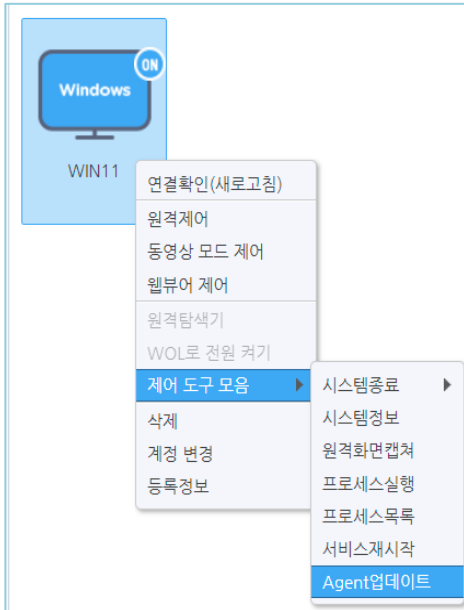 ON
Windows
WIN11
연결확인(새로고침)
원격제어
동영상 모드 제어
웹뷰어 제어
원격탐색기
WOL로 전원 켜기
제어 도구 모음
삭제
계정 변경
등록정보
시스템종료
시스템정보
원격화면캡쳐
프로세스실행
프로세스목록
서비스재시작
Agent업데이트